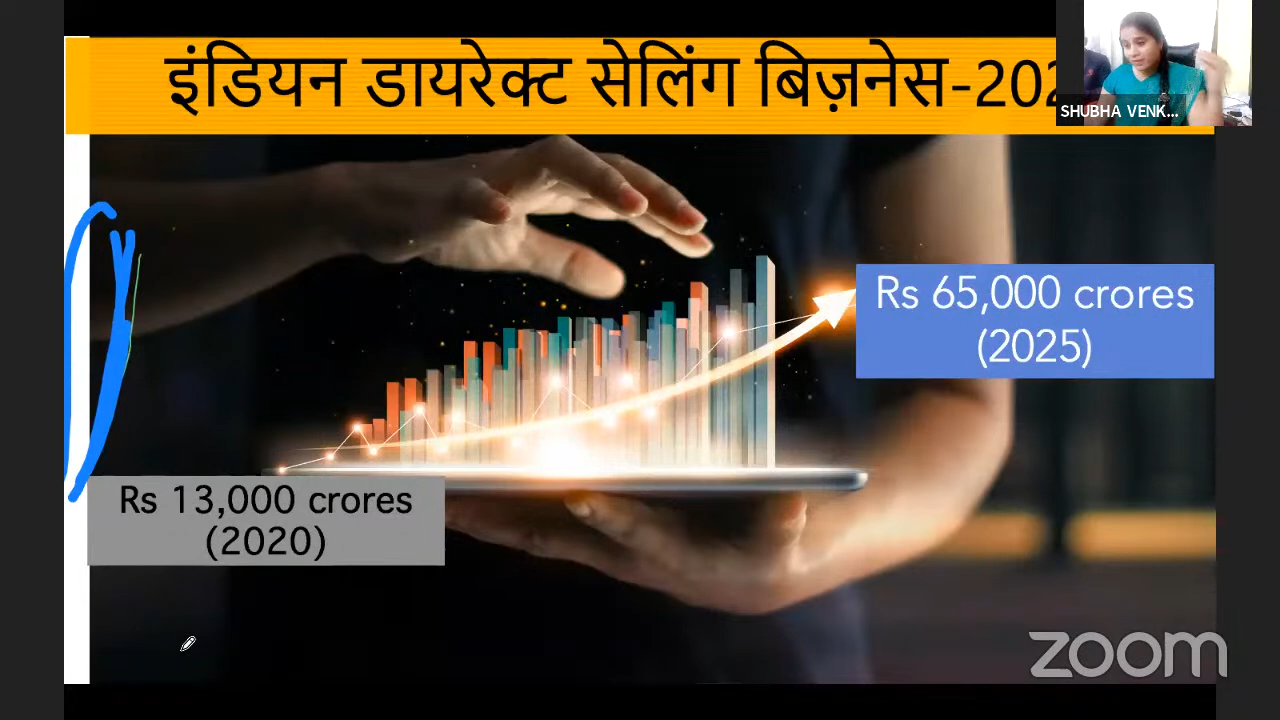 इंडियन डायरेक्ट सेलिंग बिज़नेस-202
SHUBHA VENK...
Rs 65,000 crores
(2025)
Rs 13,000 crores
(2020)
zoom